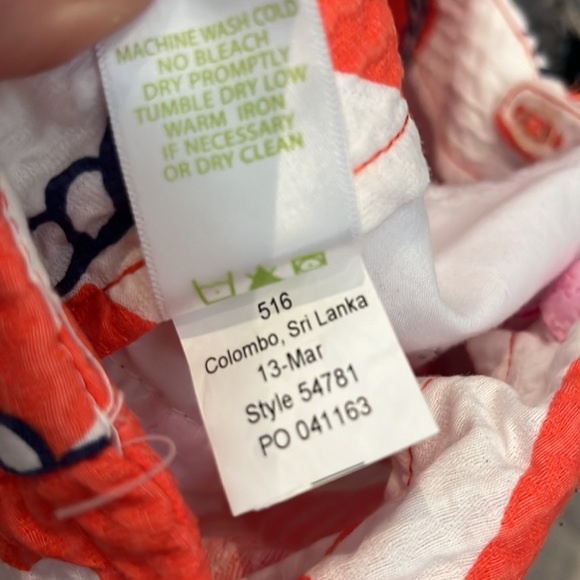 MACHINE WASH COLD
NO BLEACH
DRY PROMPTLY
TUMBLE DRY LOW
WARM IRON
IF NECESSARY
OR DRY CLEAN
516
Colombo, Sri Lanka
13-Mar
Style 54781
PO 041163